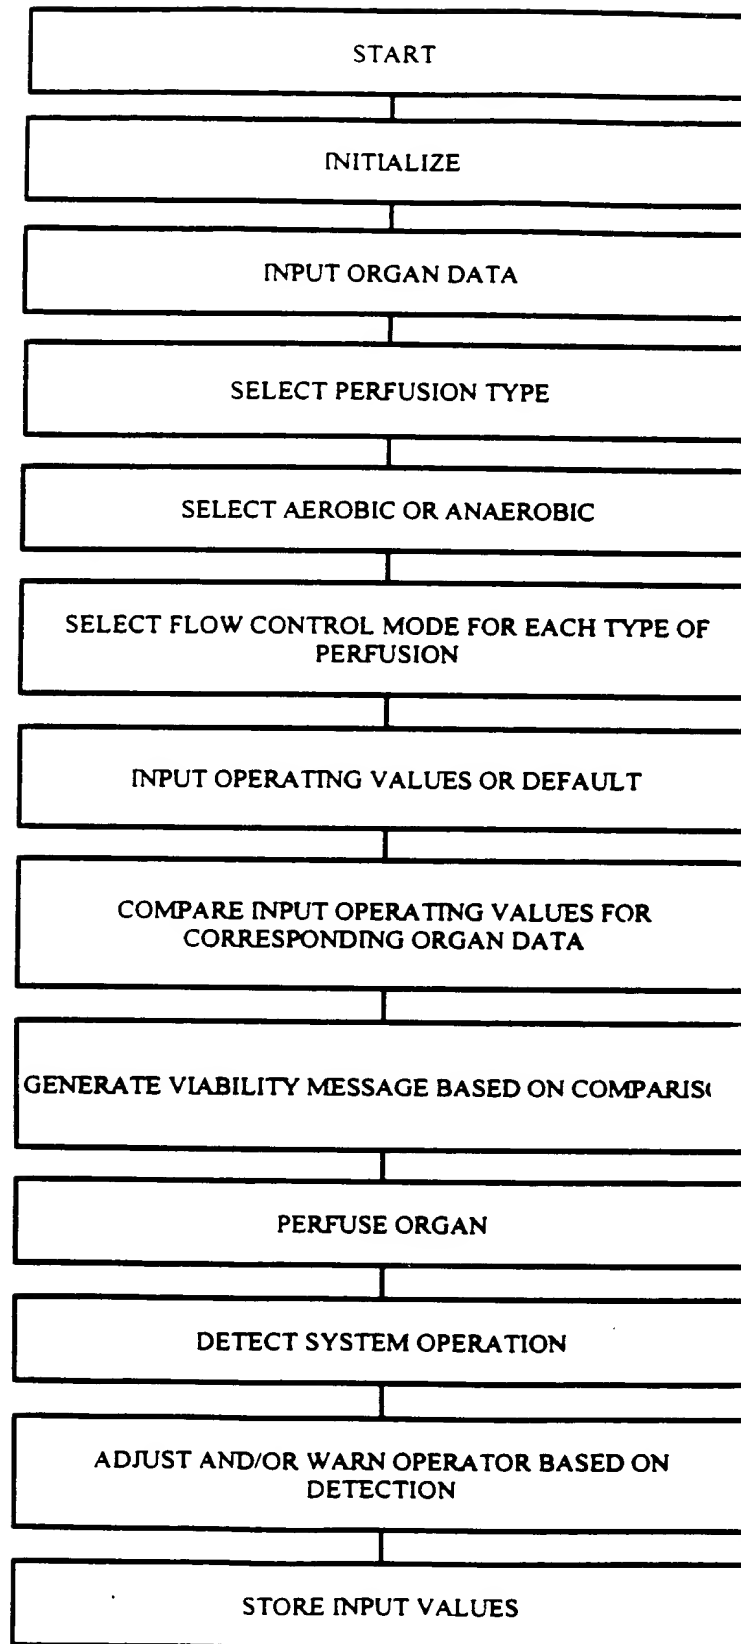 START
INITIALIZE
INPUT ORGAN DATA
SELECT PERFUSION TYPE
SELECT AEROBIC OR ANAEROBIC
SELECT FLOW CONTROL MODE FOR EACH TYPE OF
PERFUSION
INPUT OPERATING VALUES OR DEFAULT
COMPARE INPUT OPERATING VALUES FOR
CORRESPONDING ORGAN DATA
GENERATE VIABILITY MESSAGE BASED ON
PERFUSE ORGAN
DETECT SYSTEM OPERATION
ADJUST AND/OR WARN OPERATOR BASED ON
DETECTION
STORE INPUT VALUES